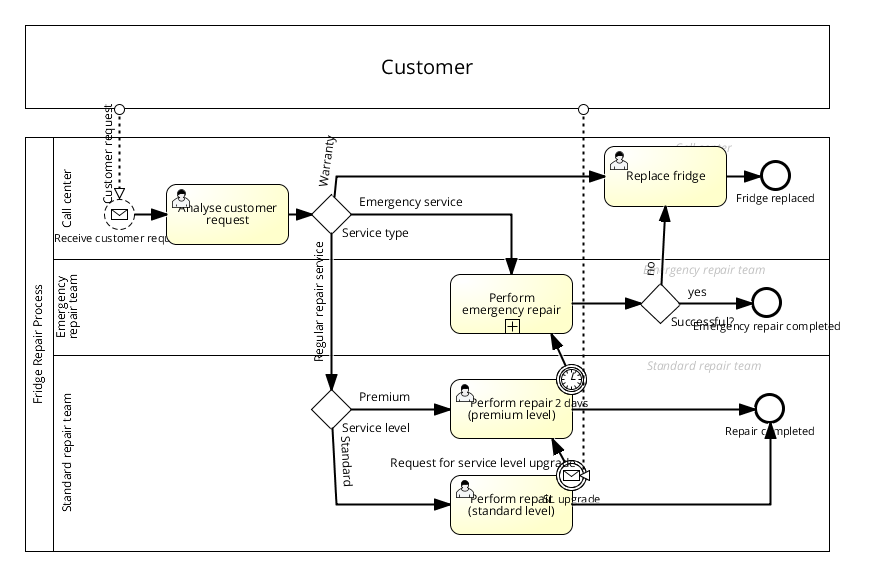 Customer
Customer request
Call center
Call center
Warranty
Replace fridge
Fridge replaced
Analyse customer
request
Emergency service
Receive customer requ
Service type
Fridge Repair Process
Emergency
repair team
Regular repair service
Emergency repair team
no
yes
Perform
emergency repair
Successful?
Emergency repair completed
Standard repair team
Standard repair team
Premium
Perform repair
(premium level)
2 days
Service level
Repair completed
Standard
Request for service level upgrade
Perform repair
(standard level)
SL upgrade